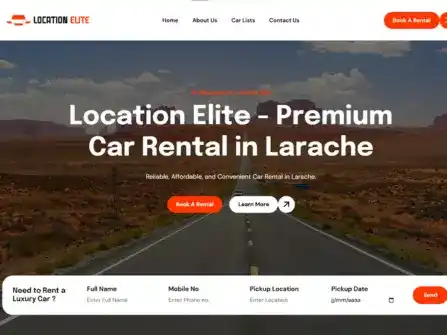 LOCATION ELITE
Home About Us Car Lists Contact Us
Book A Rental
Location Elite - Premium
Car Rental in Larache
Reliable, Affordable, and Convenient Car Rental in Larache.
Book A Rental Learn More
Need to Rent a
Luxury Car ?
Full Name Mobile No Pickup Location Pickup Date
Enter Full Name Enter Phone no. Enter Location jj/mm/aaaa
Send